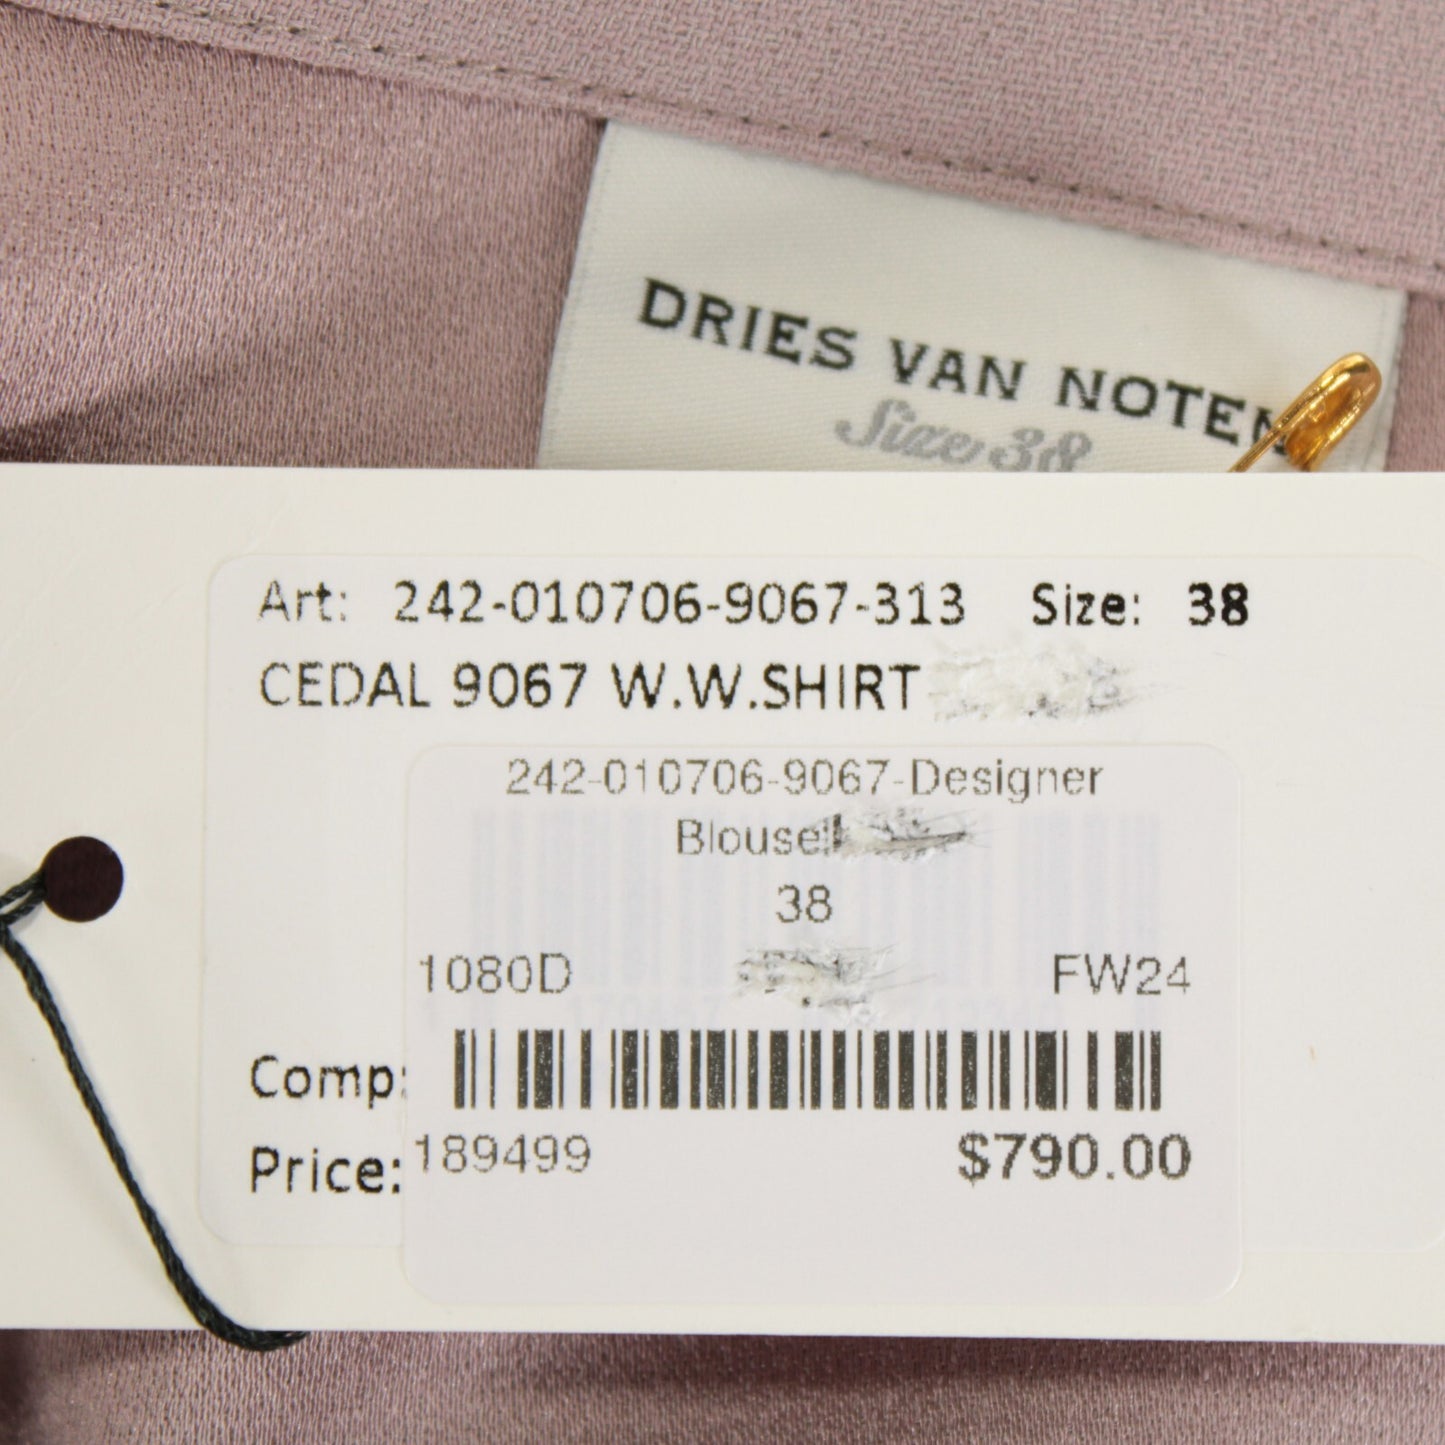 DRIES VAN NOTEN
Size 38
Art: 242-010706-9067-313 Size: 38
CEDAL 9067 W.W.SHIRT
242-010706-9067-Designer
Blouse
38
1080D FW24
Comp:
Price: 189499 $790.00